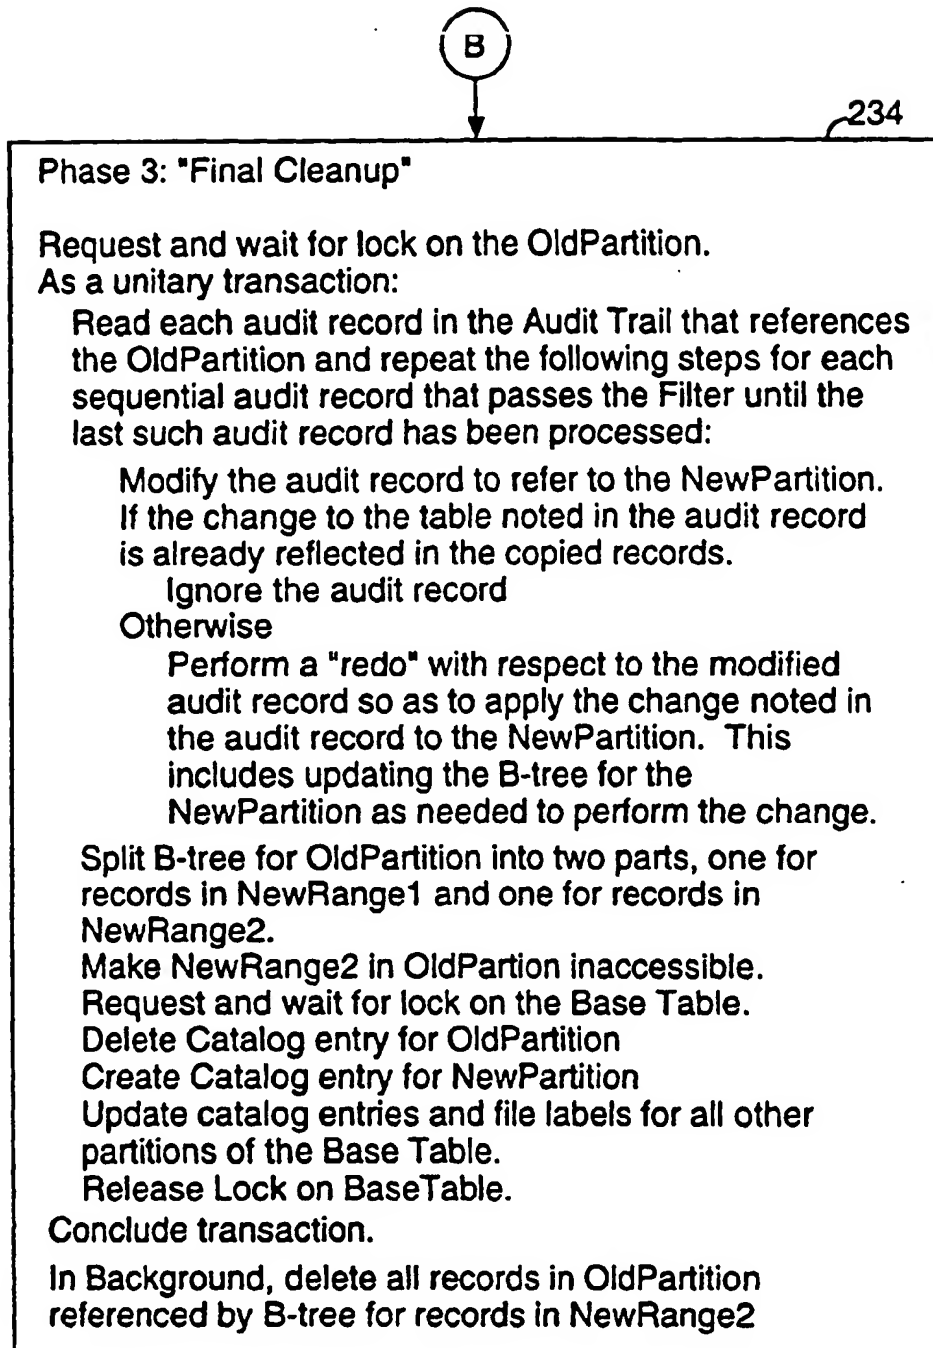 B
234
Phase 3: "Final Cleanup"
Request and wait for lock on the OldPartition.
As a unitary transaction:
Read each audit record in the Audit Trail that references
the OldPartition and repeat the following steps for each
sequential audit record that passes the Filter until the
last such audit record has been processed:
Modify the audit record to refer to the NewPartition.
If the change to the table noted in the audit record
is already reflected in the copied records.
Ignore the audit record
Otherwise
Perform a "redo" with respect to the modified
audit record so as to apply the change noted in
the audit record to the NewPartition. This
includes updating the B-tree for the
NewPartition as needed to perform the change.
Split B-tree for OldPartition into two parts, one for
records in NewRange1 and one for records in
NewRange2.
Make NewRange2 in OldPartion inaccessible.
Request and wait for lock on the Base Table.
Delete Catalog entry for OldPartition
Create Catalog entry for NewPartition
Update catalog entries and file labels for all other
partitions of the Base Table.
Release Lock on BaseTable.
Conclude transaction.
In Background, delete all records in OldPartition
referenced by B-tree for records in NewRange2